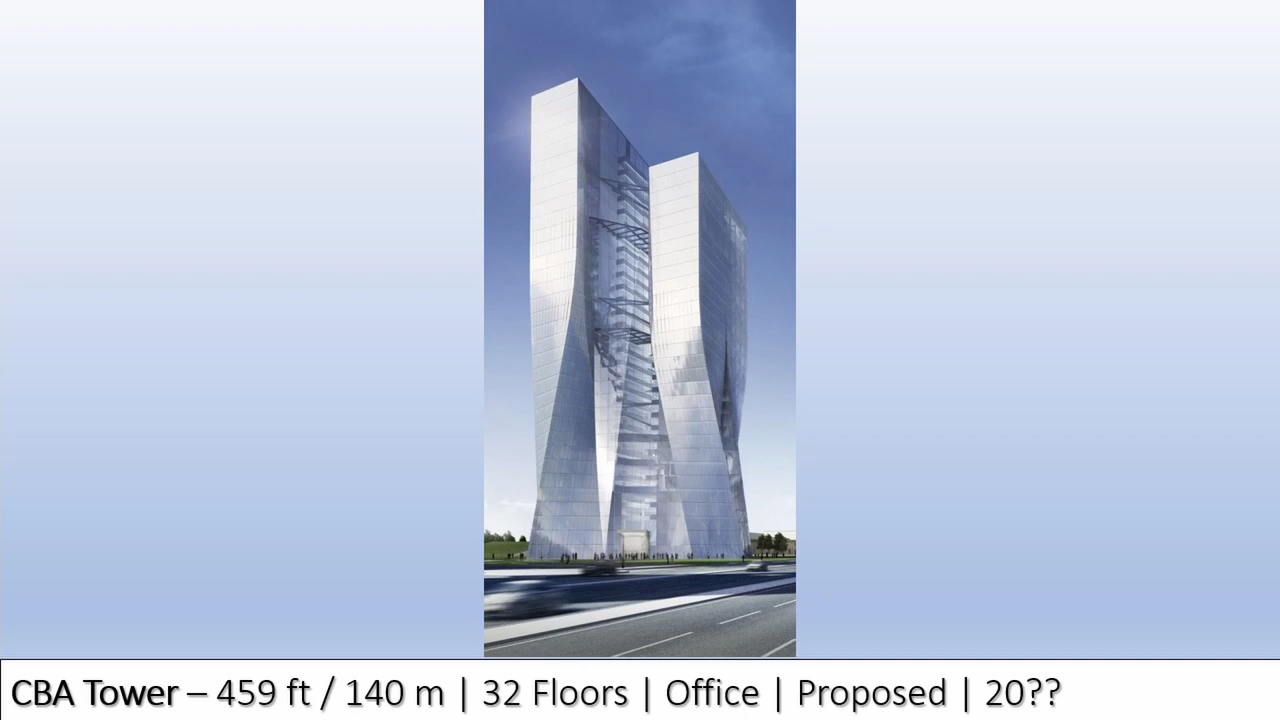 CBA Tower – 459 ft / 140 m | 32 Floors | Office | Proposed | 20??